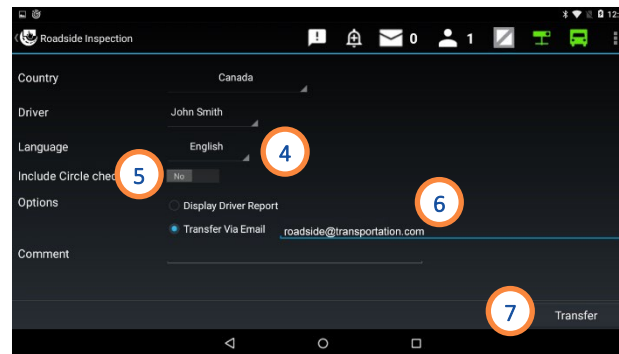 12:
Roadside Inspection 0 1
Country Canada
Driver John Smith
Language English 4
Include Circle chec 5 No
Options Display Driver Report 6
Transfer Via Email roadside@transportation.com
Comment
7 Transfer